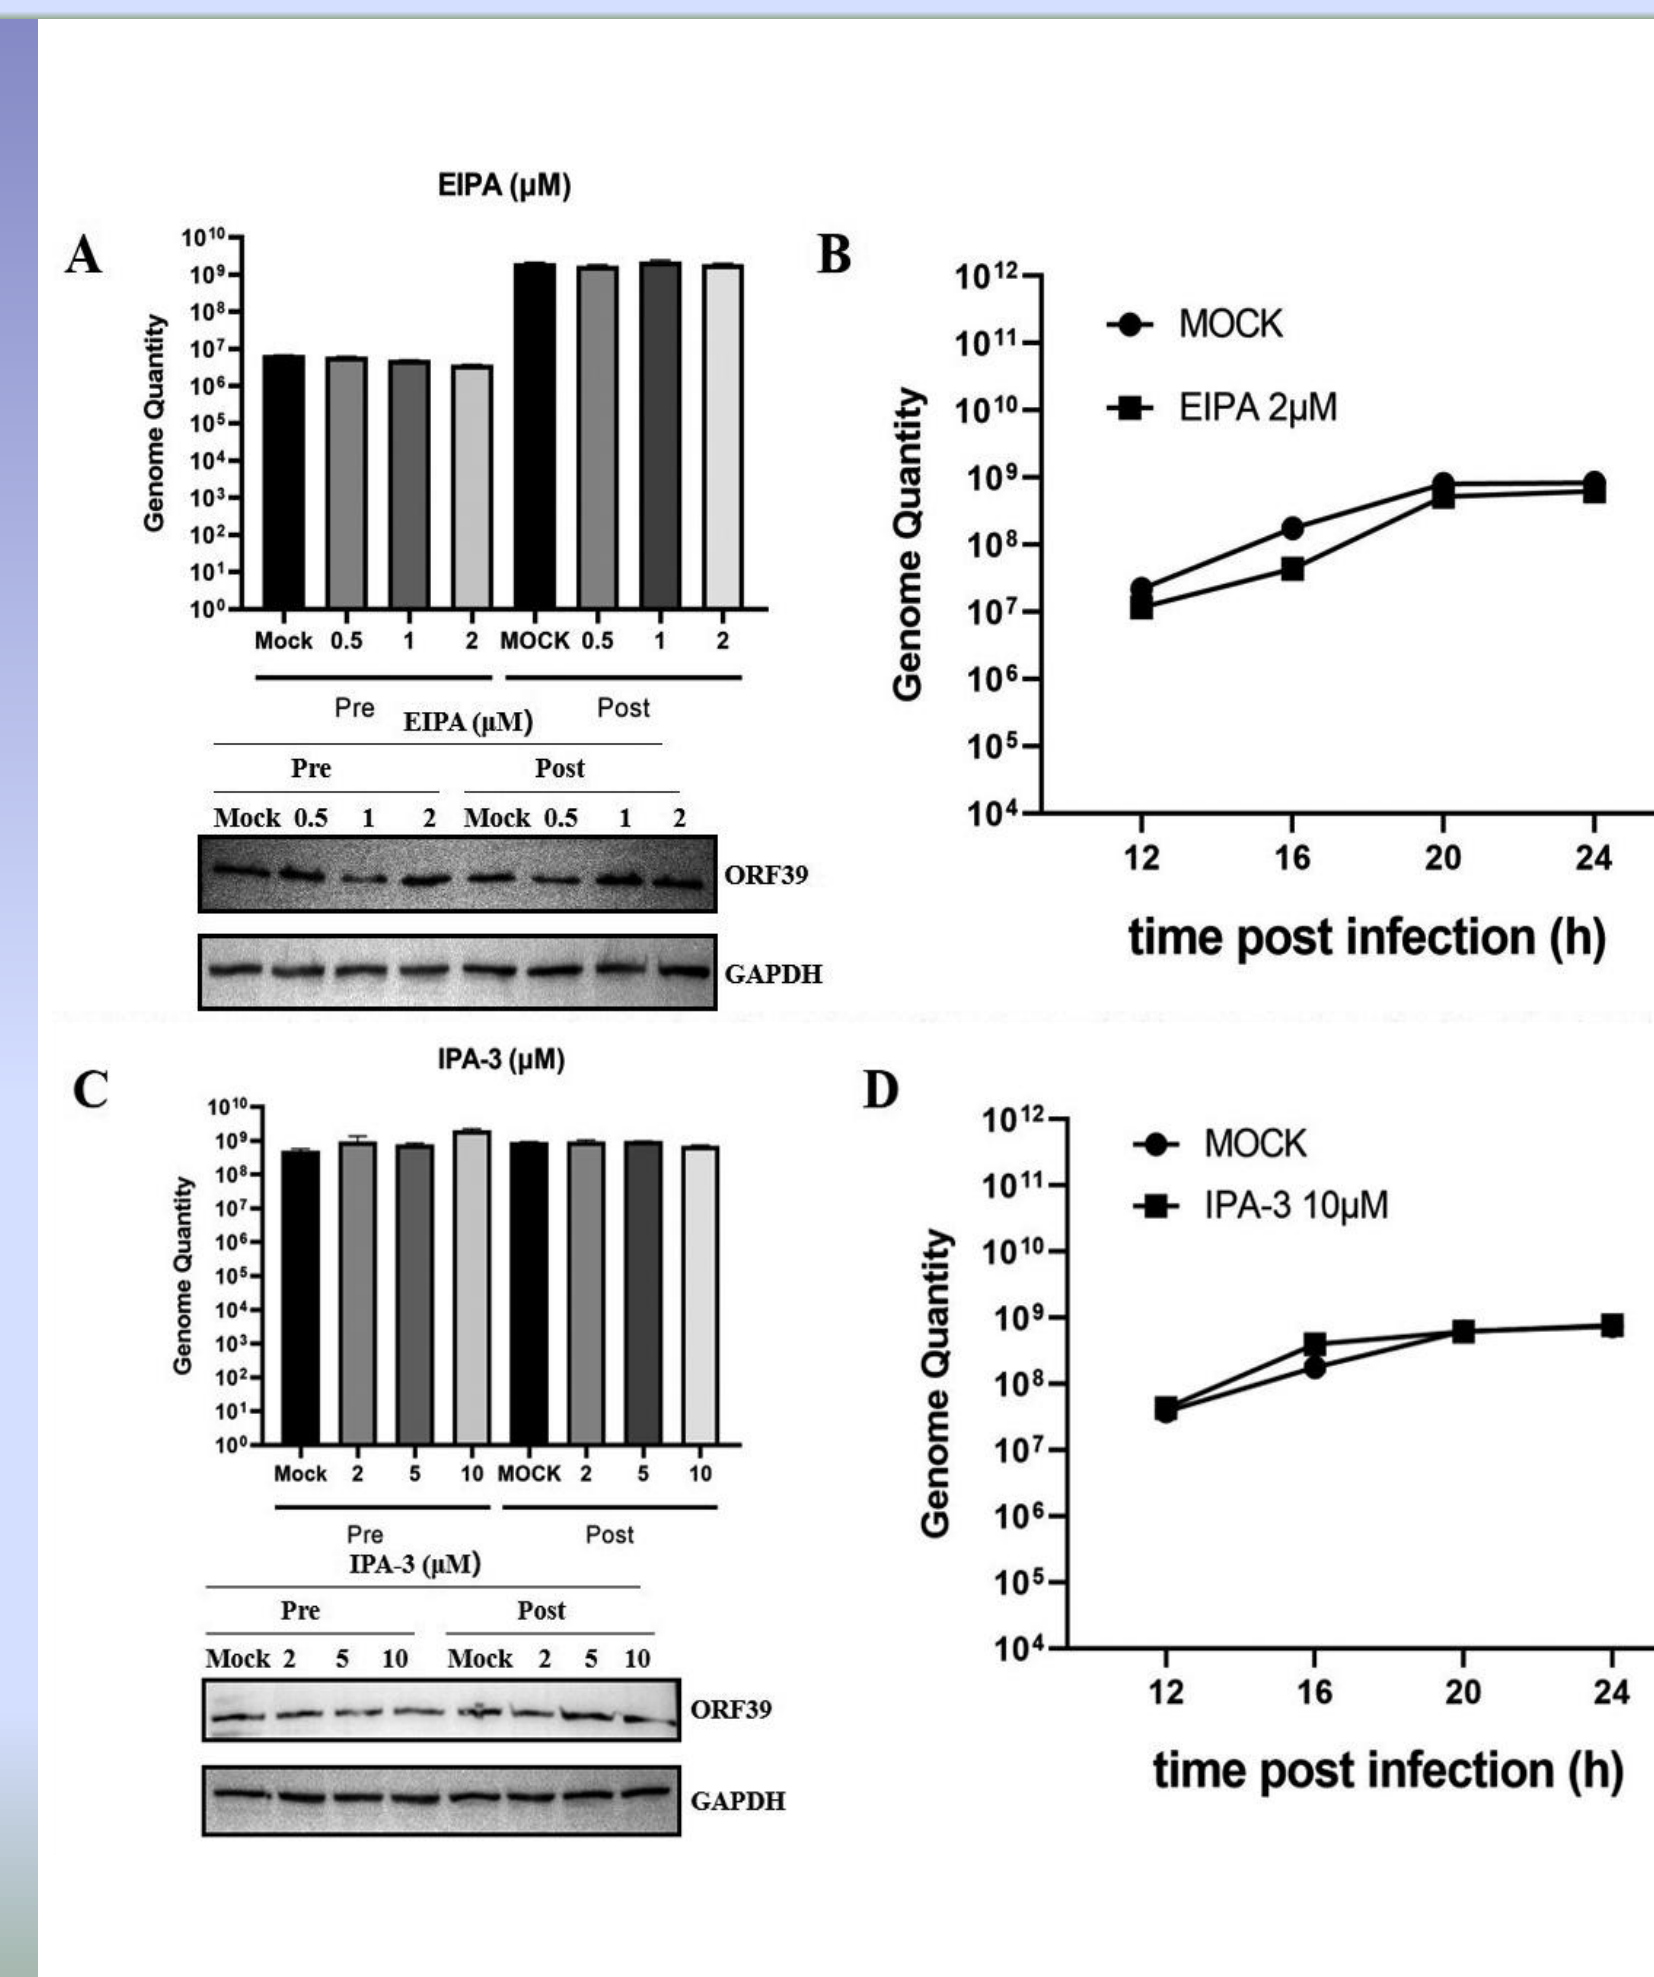 EIPA (μM)
A
10¹⁰
10⁹
10⁸
10⁷
10⁶
10⁵
10⁴
10³
10²
10¹
10⁰
Genome Quantity
Mock 0.5 1 2 MOCK 0.5 1 2
Pre Post
EIPA (μM)
Pre Post
Mock 0.5 1 2 Mock 0.5 1 2
ORF39
GAPDH
B
10¹²
10¹¹
10¹⁰
10⁹
10⁸
10⁷
10⁶
10⁵
10⁴
Genome Quantity
MOCK
EIPA 2μM
12 16 20 24
time post infection (h)
IPA-3 (μM)
C
10¹⁰
10⁹
10⁸
10⁷
10⁶
10⁵
10⁴
10³
10²
10¹
10⁰
Genome Quantity
Mock 2 5 10 MOCK 2 5 10
Pre Post
IPA-3 (μM)
Pre Post
Mock 2 5 10 Mock 2 5 10
ORF39
GAPDH
D
10¹²
10¹¹
10¹⁰
10⁹
10⁸
10⁷
10⁶
10⁵
10⁴
Genome Quantity
MOCK
IPA-3 10μM
12 16 20 24
time post infection (h)